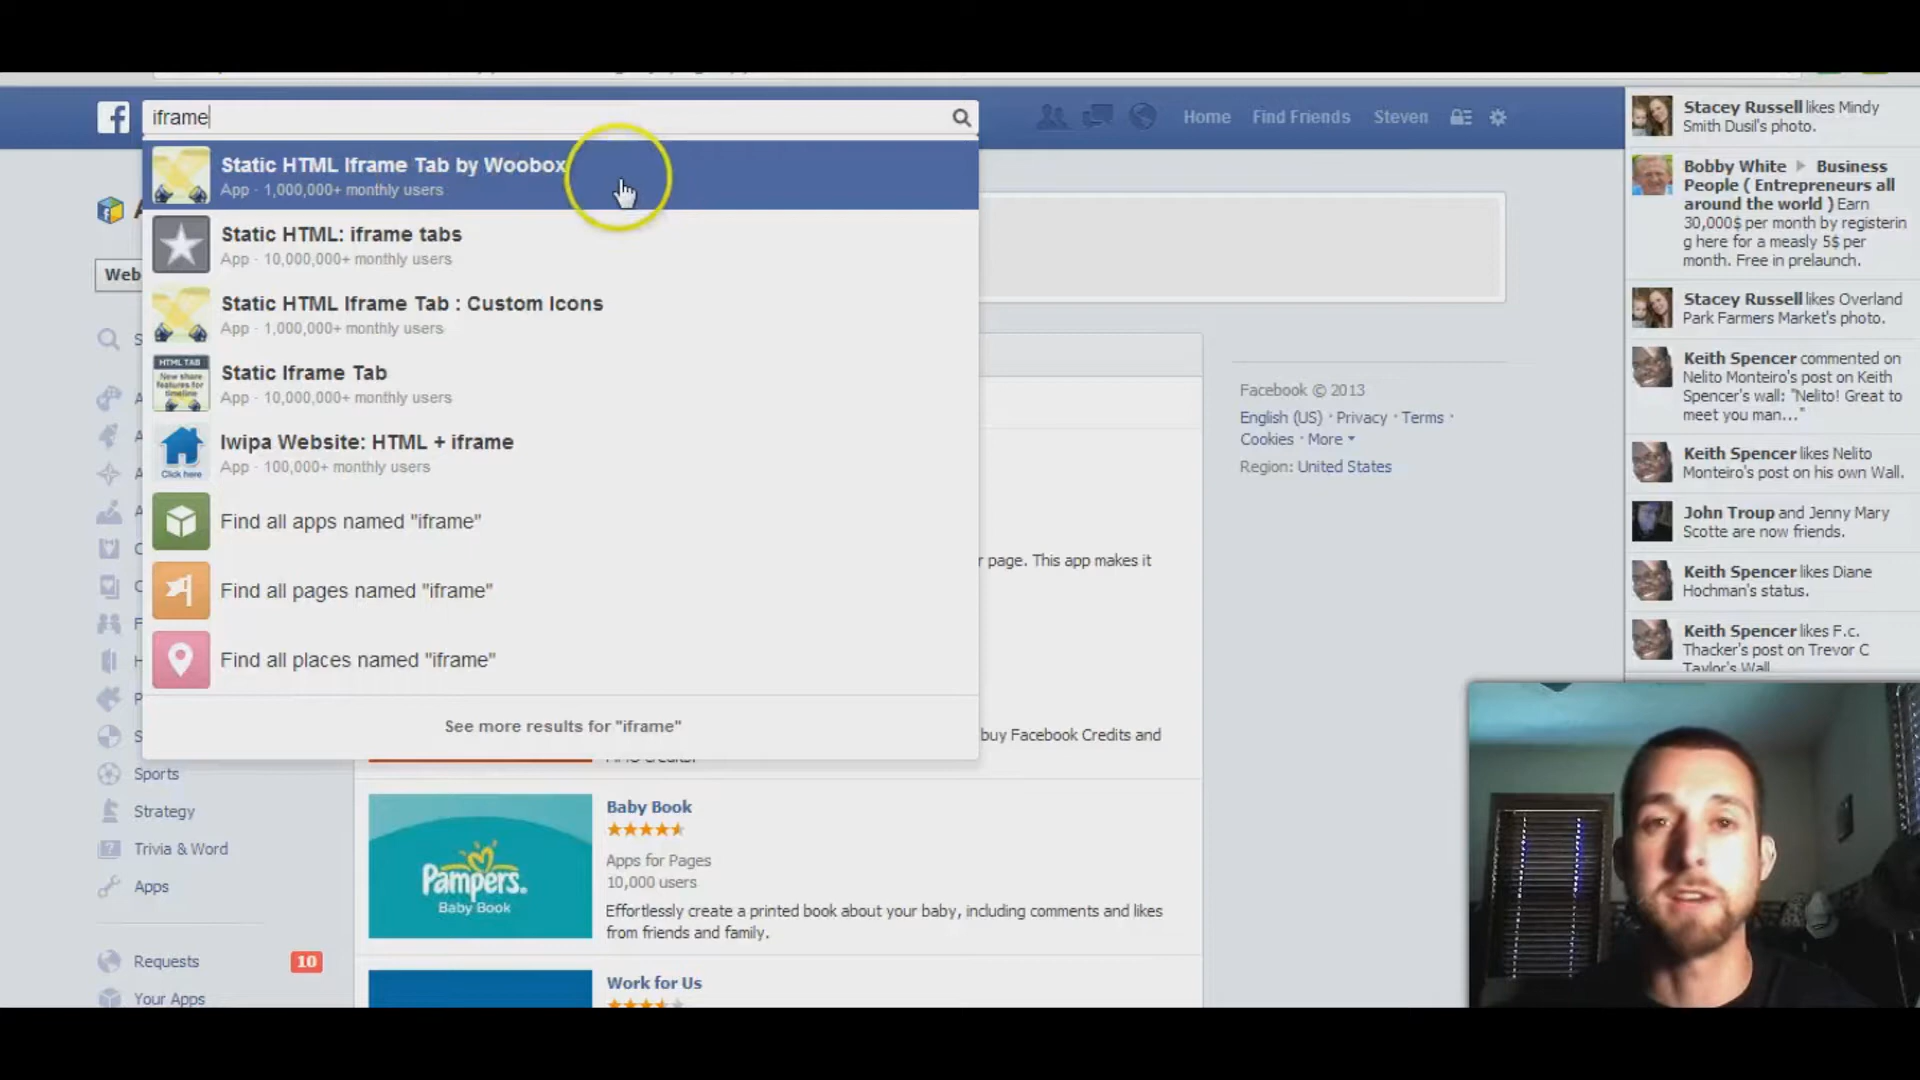 iframe
Home
Find Friends
Steven
Static HTML Iframe Tab by Woobox
App · 1,000,000+ monthly users
Static HTML: iframe tabs
App · 10,000,000+ monthly users
Static HTML Iframe Tab : Custom Icons
App · 1,000,000+ monthly users
HTML TAB
New share
features for
timeline
Static Iframe Tab
App · 10,000,000+ monthly users
Click here
Iwipa Website: HTML + iframe
App · 100,000+ monthly users
Find all apps named "iframe"
Find all pages named "iframe"
Find all places named "iframe"
See more results for "iframe"
Web
Sports
Strategy
Trivia & Word
Apps
Requests
10
Your Apps
page. This app makes it
buy Facebook Credits and
Pampers.
Baby Book
Baby Book
Apps for Pages
10,000 users
Effortlessly create a printed book about your baby, including comments and likes
from friends and family.
Work for Us
Facebook © 2013
English (US) · Privacy · Terms ·
Cookies · More
Region: United States
Stacey Russell likes Mindy
Smith Dusil's photo.
Bobby White ▶ Business
People ( Entrepreneurs all
around the world ) Earn
30,000$ per month by registerin
g here for a measly 5$ per
month. Free in prelaunch.
Stacey Russell likes Overland
Park Farmers Market's photo.
Keith Spencer commented on
Nelito Monteiro's post on Keith
Spencer's wall: "Nelito! Great to
meet you man..."
Keith Spencer likes Nelito
Monteiro's post on his own Wall.
John Troup and Jenny Mary
Scotte are now friends.
Keith Spencer likes Diane
Hochman's status.
Keith Spencer likes F.c.
Thacker's post on Trevor C
Taylor's Wall